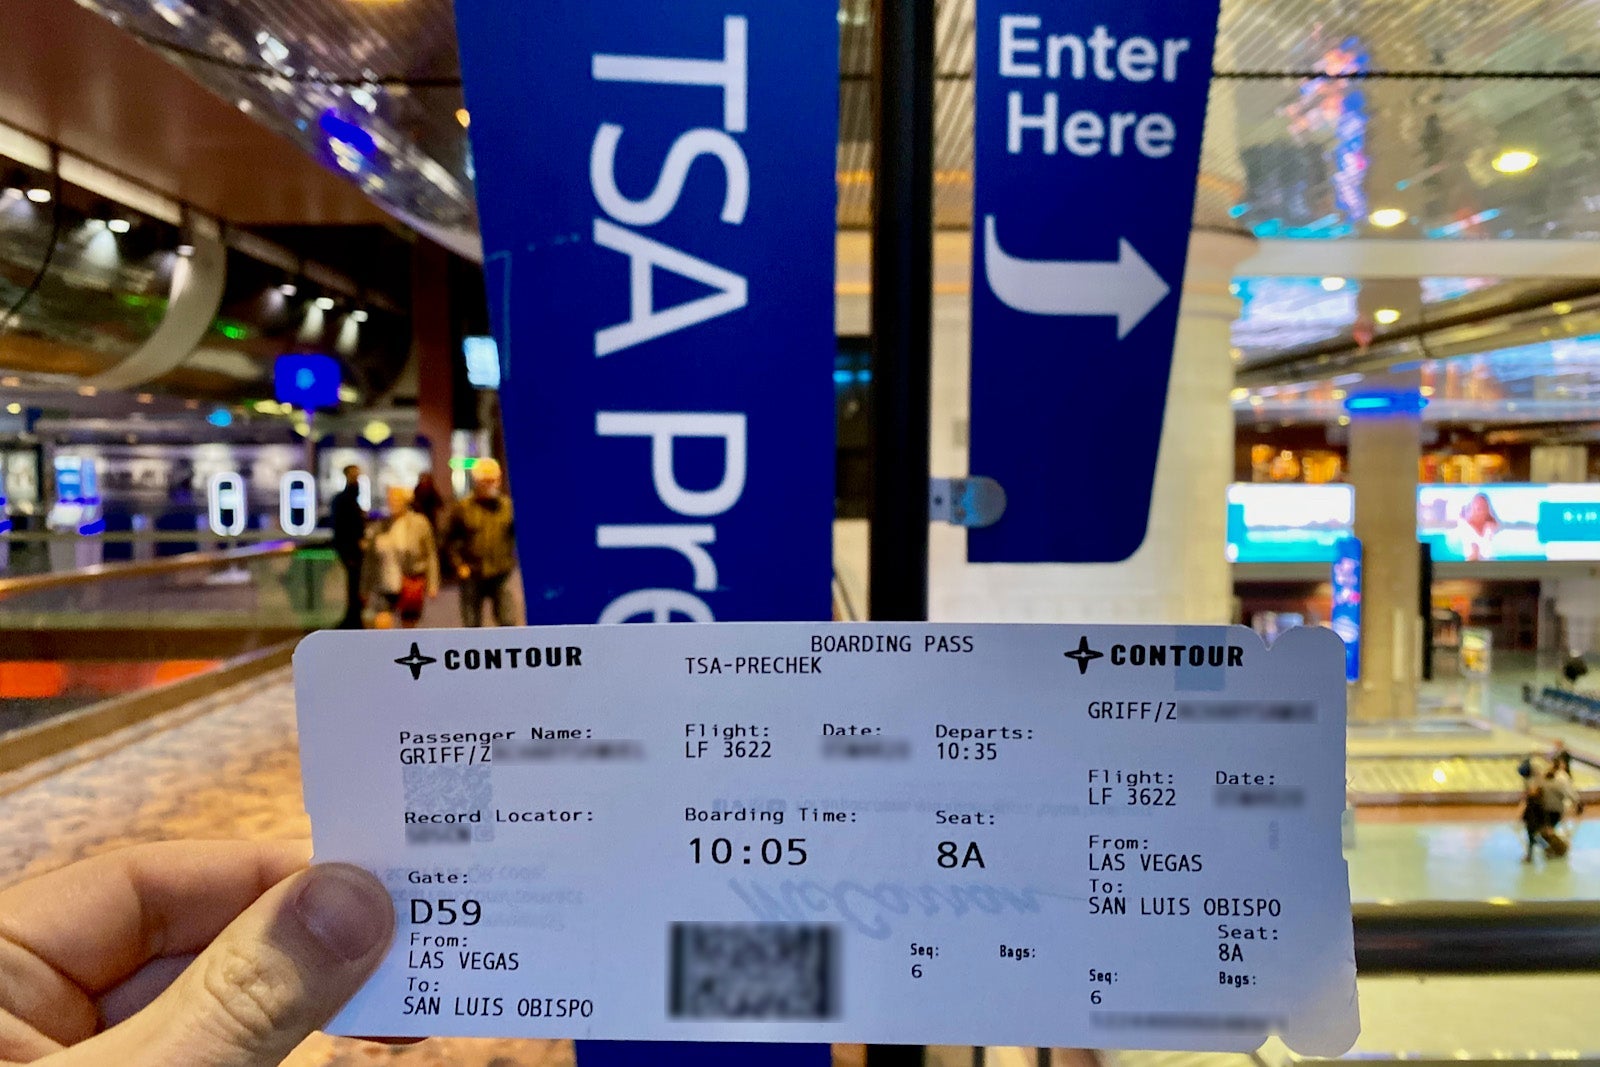 TSA Pre
Enter
Here
CONTOUR
BOARDING PASS
TSA-PRECHEK
CONTOUR
Passenger Name:
GRIFF/Z
Flight:
LF 3622
Date:
Departs:
10:35
Record Locator:
Boarding Time:
10:05
Seat:
8A
Gate:
D59
From:
LAS VEGAS
To:
SAN LUIS OBISPO
Seq:
6
Bags:
McCarran
GRIFF/Z
Flight:
LF 3622
Date:
From:
LAS VEGAS
To:
SAN LUIS OBISPO
Seat:
8A
Seq:
6
Bags: